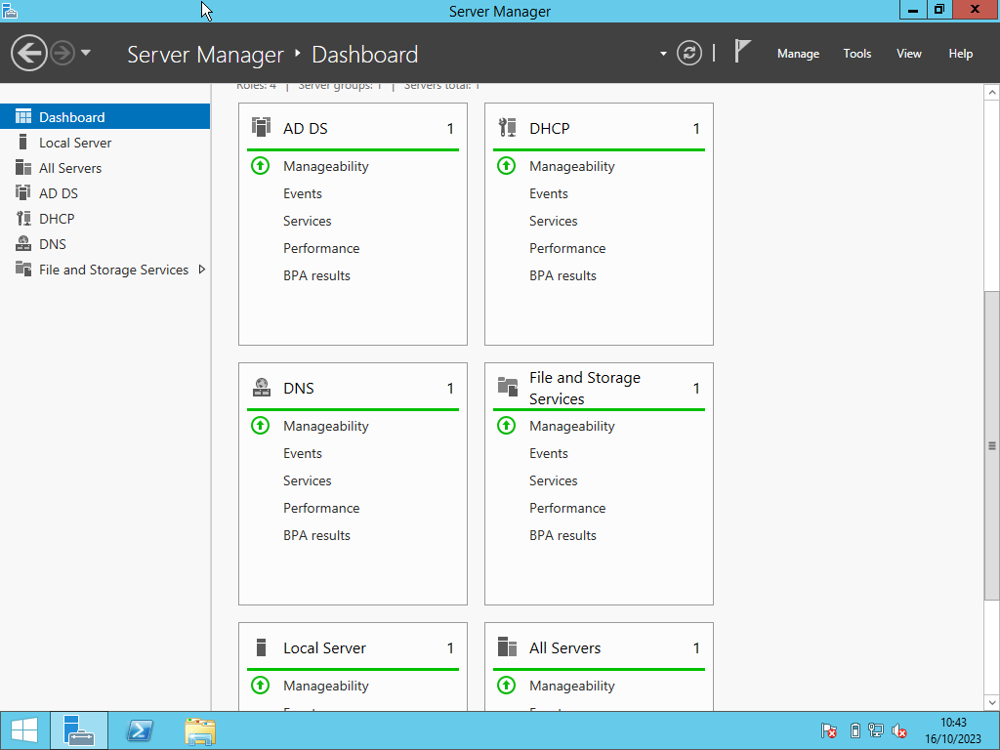 Server Manager
Server Manager ‣ Dashboard
Manage Tools View Help
Roles: 4 | Server groups: 1 | Servers total: 1
Dashboard
Local Server
All Servers
AD DS
DHCP
DNS
File and Storage Services
AD DS 1
Manageability
Events
Services
Performance
BPA results
DHCP 1
Manageability
Events
Services
Performance
BPA results
DNS 1
Manageability
Events
Services
Performance
BPA results
File and Storage
Services 1
Manageability
Events
Services
Performance
BPA results
Local Server 1
Manageability
Events
All Servers 1
Manageability
Events
10:43
16/10/2023